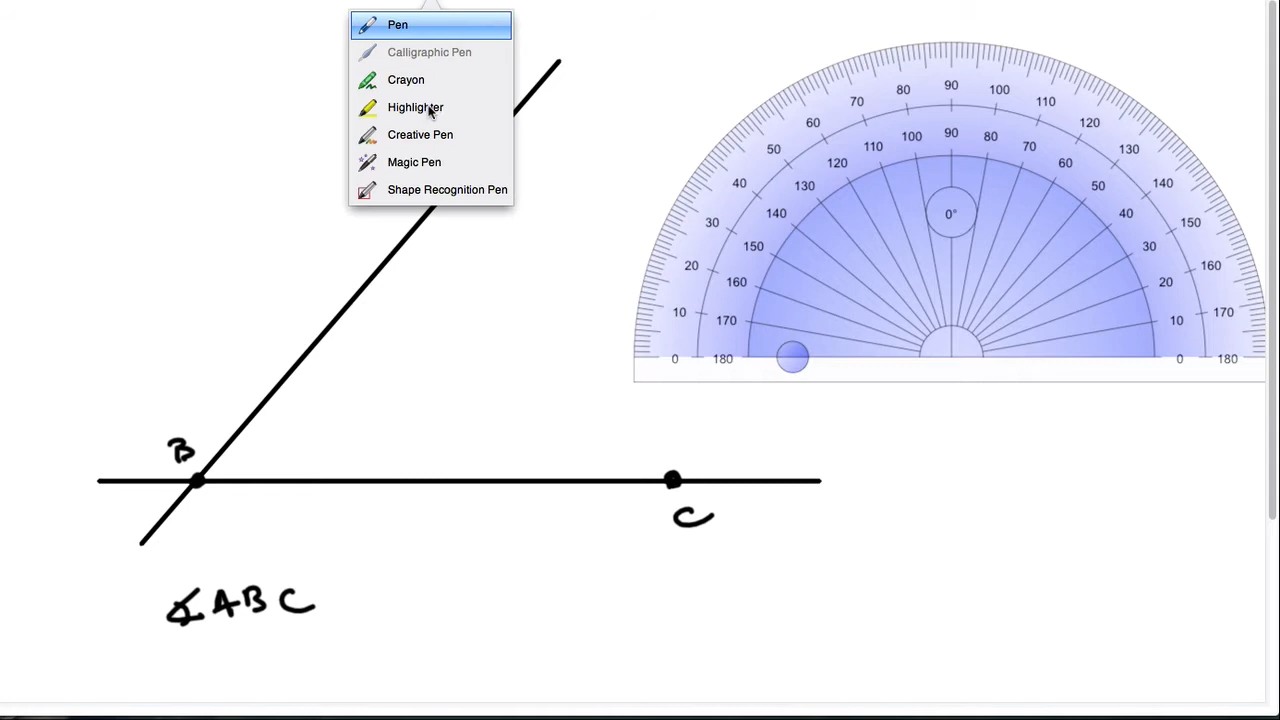 Pen
Calligraphic Pen
Crayon
Highlighter
Creative Pen
Magic Pen
Shape Recognition Pen
90
80 100
70 110
60 120
50 130
40 140
30 150
20 160
10 170
0 180
90
100 80
110 70
120 60
130 50
140 40
150 30
160 20
170 10
180 0
0°
B
C
∡ABC